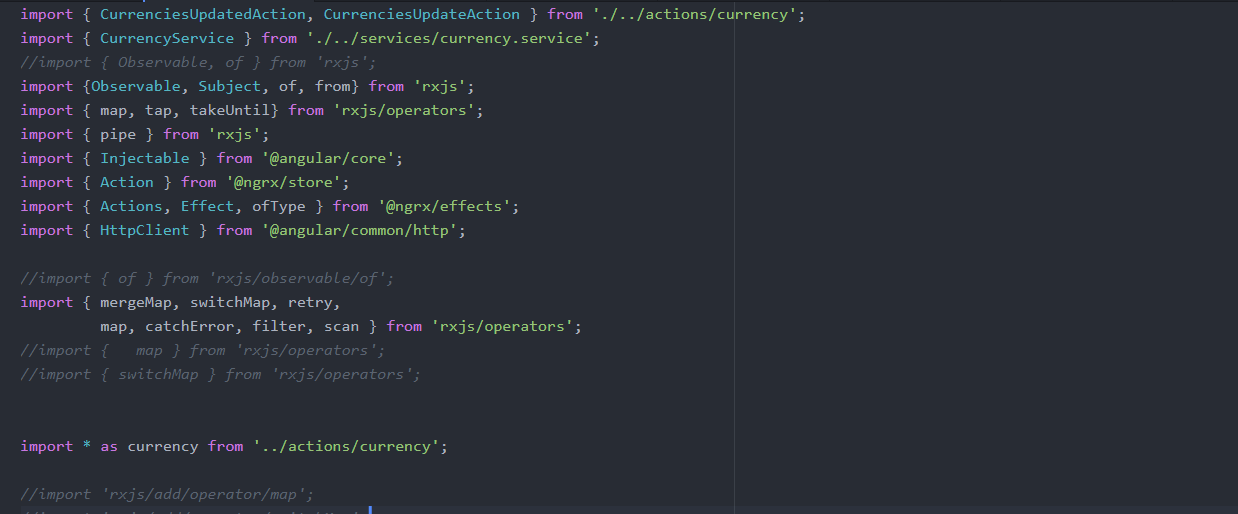 import { CurrenciesUpdatedAction, CurrenciesUpdateAction } from './../actions/currency';
import { CurrencyService } from './../services/currency.service';
//import { Observable, of } from 'rxjs';
import {Observable, Subject, of, from} from 'rxjs';
import { map, tap, takeUntil} from 'rxjs/operators';
import { pipe } from 'rxjs';
import { Injectable } from '@angular/core';
import { Action } from '@ngrx/store';
import { Actions, Effect, ofType } from '@ngrx/effects';
import { HttpClient } from '@angular/common/http';
//import { of } from 'rxjs/observable/of';
import { mergeMap, switchMap, retry,
map, catchError, filter, scan } from 'rxjs/operators';
//import {   map } from 'rxjs/operators';
//import { switchMap } from 'rxjs/operators';
import * as currency from '../actions/currency';
//import 'rxjs/add/operator/map';